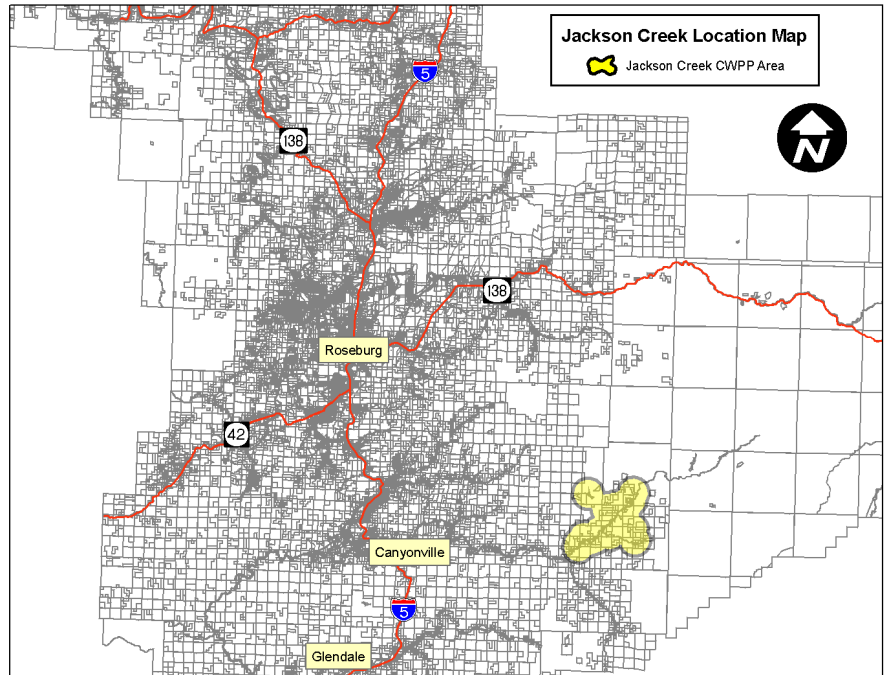 Jackson Creek Location Map
Jackson Creek CWPP Area
5
138
N
138
Roseburg
42
Canyonville
5
Glendale